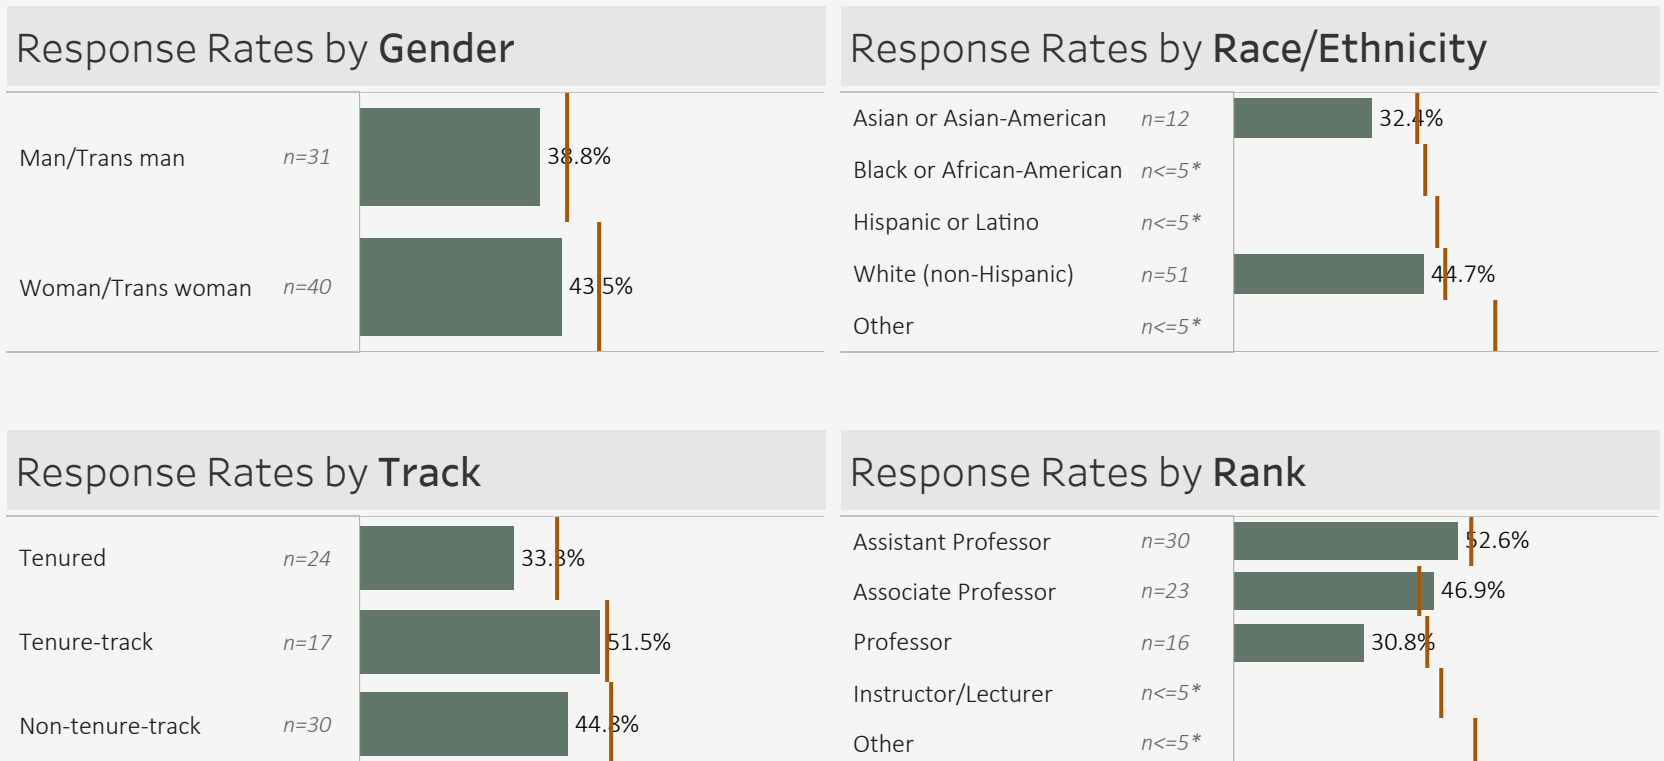 Response Rates by Gender
Man/Trans man n=31 38.8%
Woman/Trans woman n=40 43.5%
Response Rates by Race/Ethnicity
Asian or Asian-American n=12 32.4%
Black or African-American n<=5*
Hispanic or Latino n<=5*
White (non-Hispanic) n=51 44.7%
Other n<=5*
Response Rates by Track
Tenured n=24 33.3%
Tenure-track n=17 51.5%
Non-tenure-track n=30 44.8%
Response Rates by Rank
Assistant Professor n=30 52.6%
Associate Professor n=23 46.9%
Professor n=16 30.8%
Instructor/Lecturer n<=5*
Other n<=5*